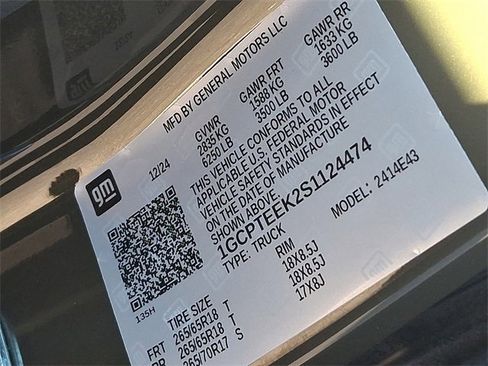 gm
MFD BY GENERAL MOTORS LLC
12/24
GVWR GAWR FRT GAWR RR
2835 KG 1588 KG 1633 KG
6250 LB 3500 LB 3600 LB
THIS VEHICLE CONFORMS TO ALL
APPLICABLE U.S. FEDERAL MOTOR
VEHICLE SAFETY STANDARDS IN EFFECT
ON THE DATE OF MANUFACTURE
SHOWN ABOVE.
1GCPTEEK2S1124474
TYPE: TRUCK MODEL: 2414E43
135H
TIRE SIZE RIM
FRT 265/65R18 T 18X8.5J
RR 265/65R18 T 18X8.5J
265/70R17 S 17X8J